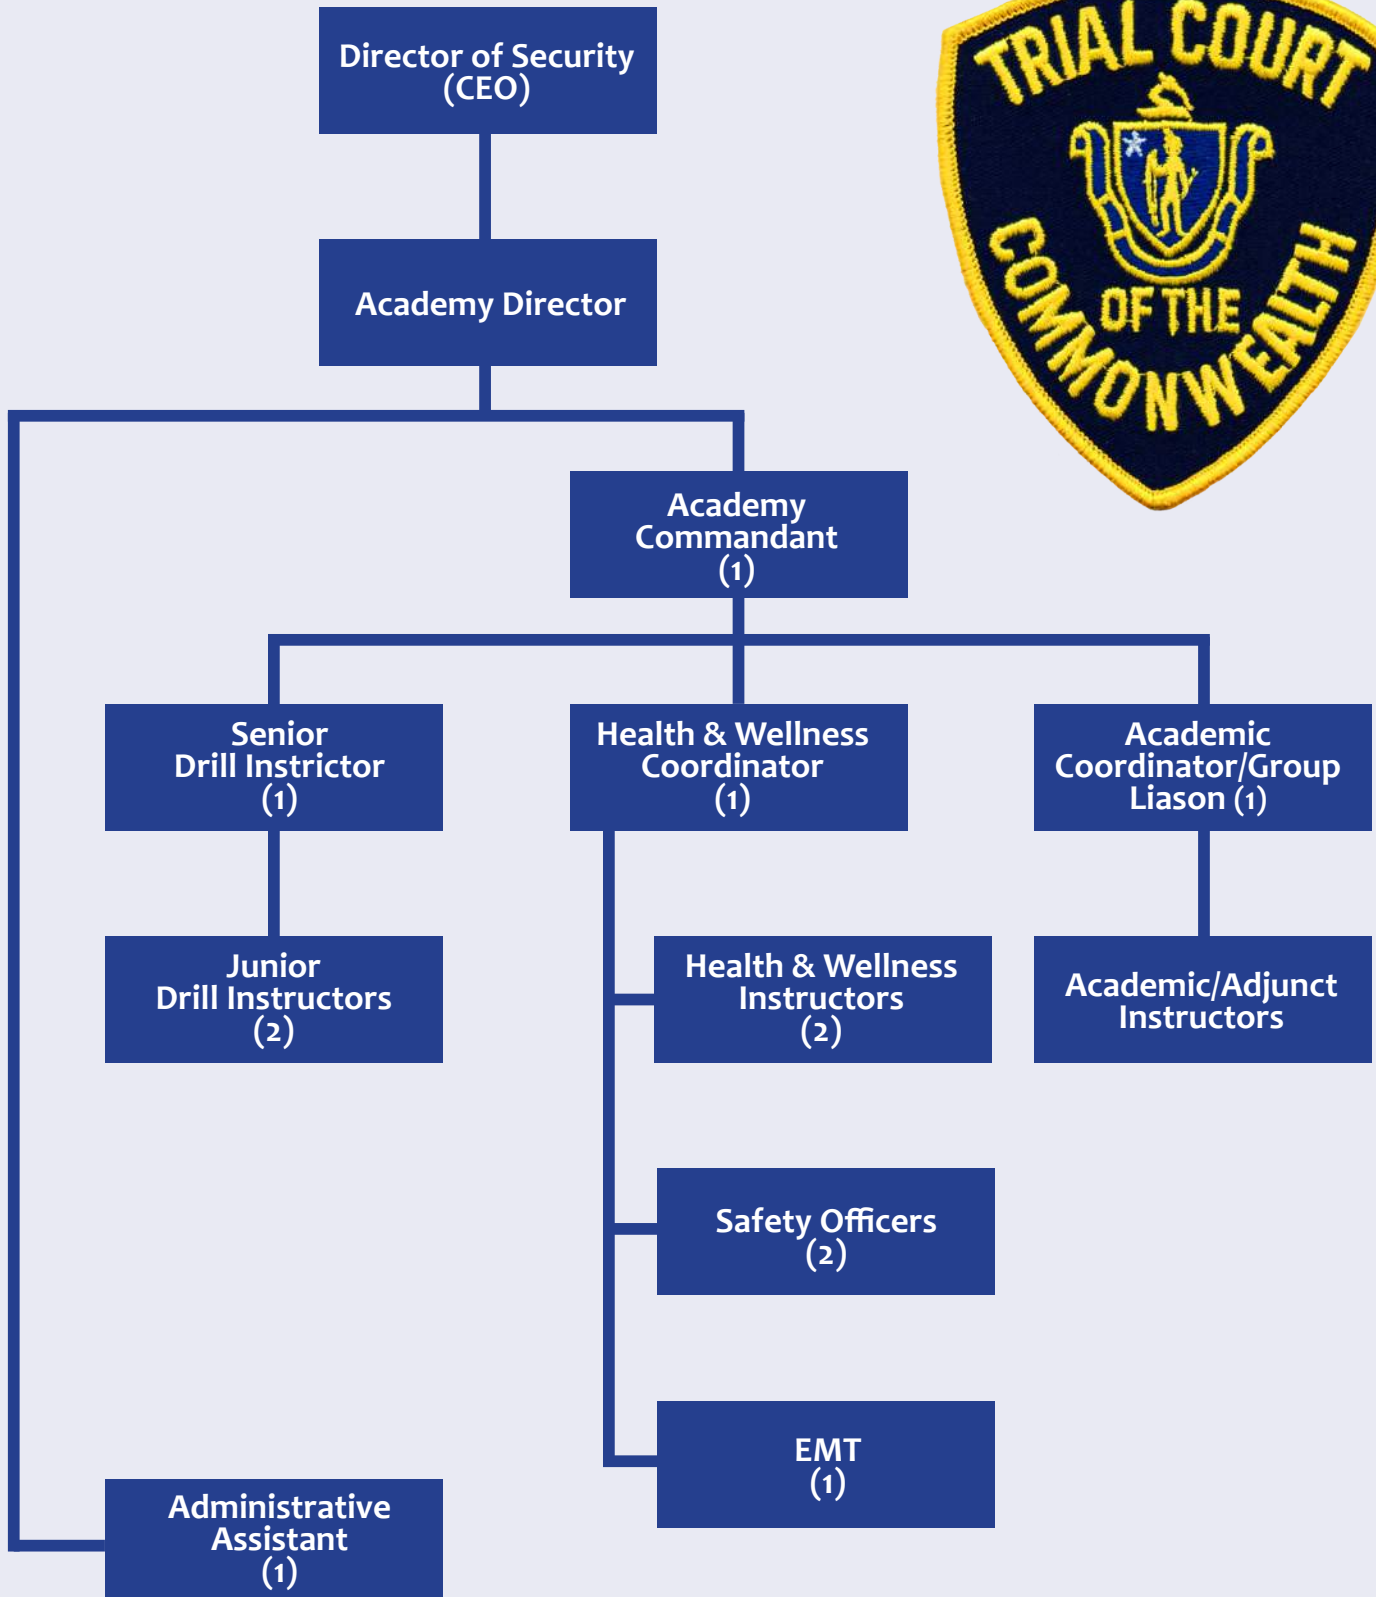 Director of Security
(CEO)
TRIAL COURT
OF THE
COMMONWEALTH
Academy Director
Academy
Commandant
(1)
Senior
Drill Instrictor
(1)
Health & Wellness
Coordinator
(1)
Academic
Coordinator/Group
Liason (1)
Junior
Drill Instructors
(2)
Health & Wellness
Instructors
(2)
Academic/Adjunct
Instructors
Safety Officers
(2)
EMT
(1)
Administrative
Assistant
(1)